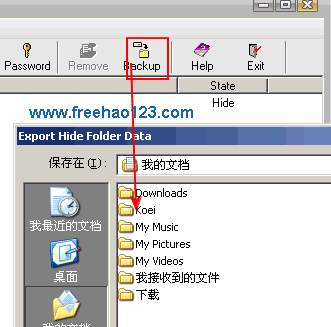 Password Remove Backup Help Exit
State
Hide
www.freehao123.com
Export Hide Folder Data
保存在(I): 我的文档
Downloads
Koei
我最近的文档
My Music
My Pictures
桌面
My Videos
我接收到的文件
下载
我的文档